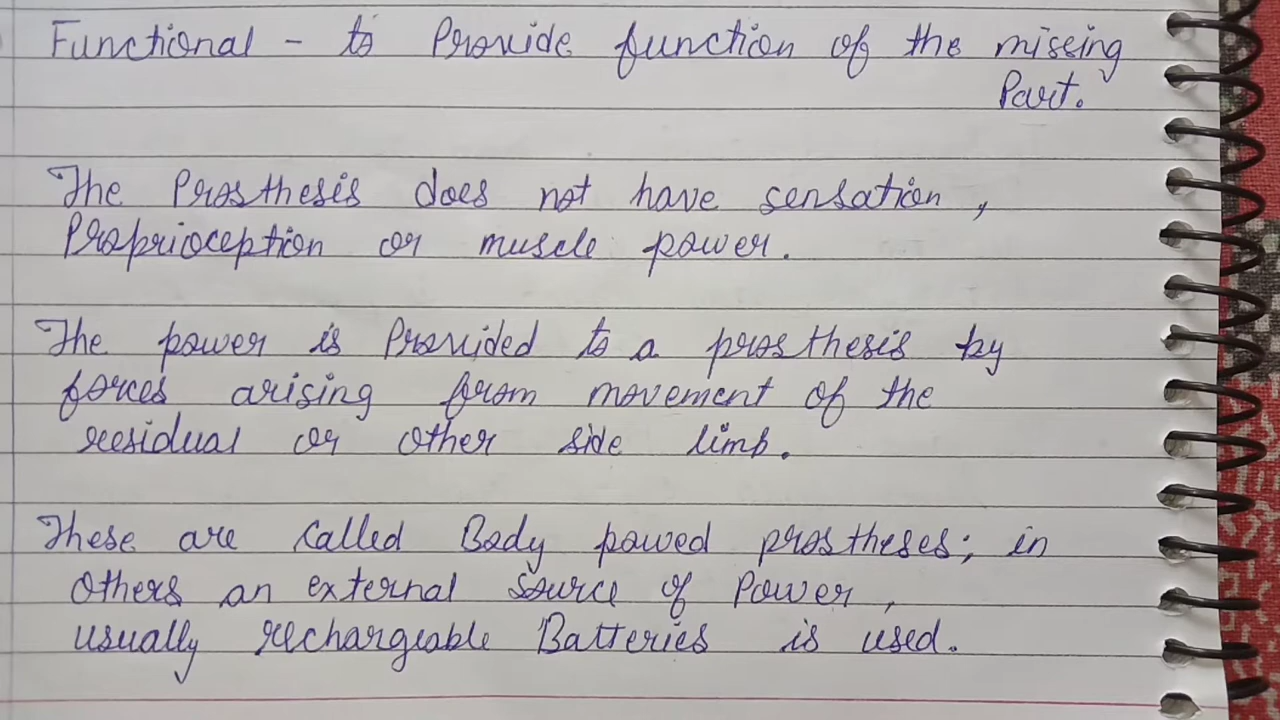 Functional - to Provide function of the missing
Part.
The Prosthesis does not have sensation,
Proprioception or muscle power.
The power is Provided to a prosthesis by
forces arising from movement of the
residual or other side limb.
These are Called Body powed prostheses; in
Others an external source of Power,
usually rechargeable Batteries is used.